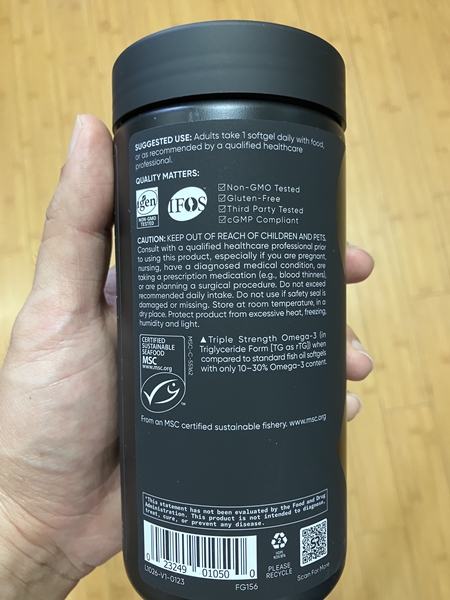 SUGGESTED USE: Adults take 1 softgel daily with food,
or as recommended by a qualified healthcare
professional.
QUALITY MATTERS:
igen
NON-GMO
TESTED
IFOS
Non-GMO Tested
Gluten-Free
Third Party Tested
cGMP Compliant
CAUTION: KEEP OUT OF REACH OF CHILDREN AND PETS.
Consult with a qualified healthcare professional prior
to using this product, especially if you are pregnant,
nursing, have a diagnosed medical condition, are
taking a prescription medication (e.g., blood thinners),
or are planning a surgical procedure. Do not exceed
recommended daily intake. Do not use if safety seal is
damaged or missing. Store at room temperature, in a
dry place. Protect product from excessive heat, freezing,
humidity and light.
CERTIFIED
SUSTAINABLE
SEAFOOD
MSC
www.msc.org
▲Triple Strength Omega-3 (in
Triglyceride Form [TG as rTG]) when
compared to standard fish oil softgels
with only 10–30% Omega-3 content.
From an MSC certified sustainable fishery. www.msc.org
*This statement has not been evaluated by the Food and Drug
Administration. This product is not intended to diagnose,
treat, cure, or prevent any disease.
0 23249 01050 0
L1026-V1-0123
FG156
PLEASE
RECYCLE
Scan For More